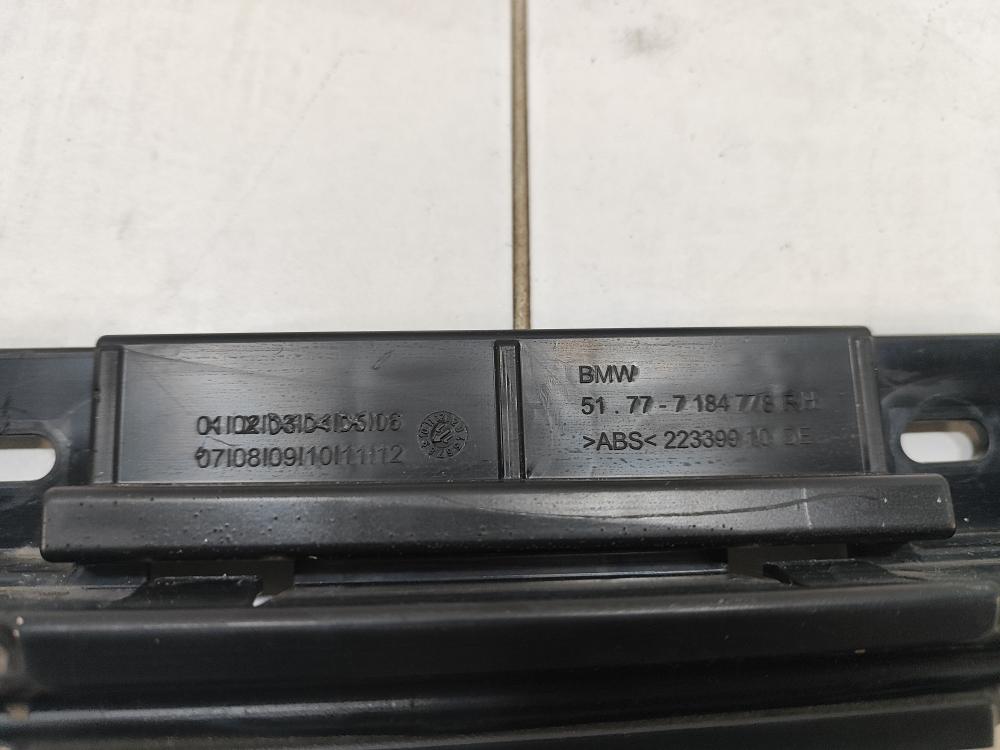 01|02|03|04|05|06
07|08|09|10|11|12
BMW
51.77-7 184 778 RH
>ABS< 223399 10 DE